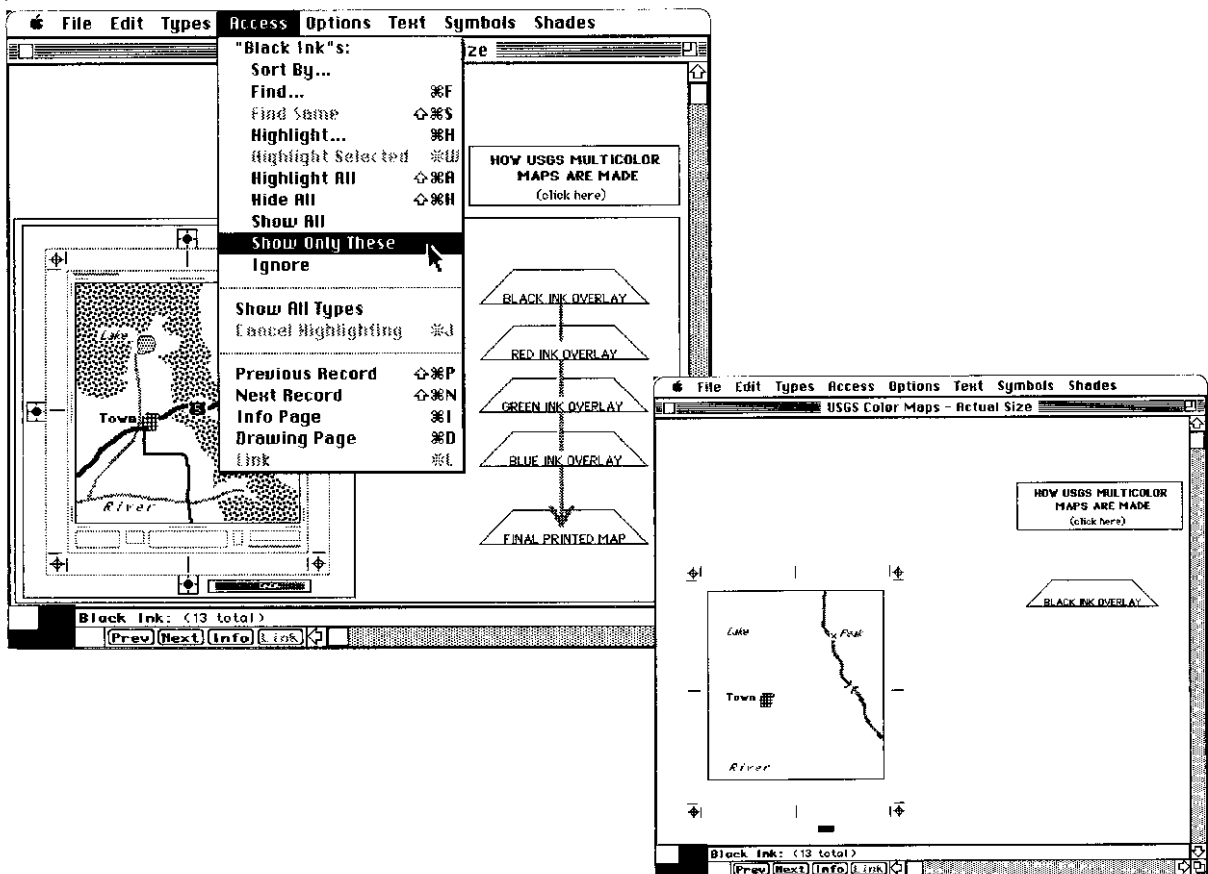 File Edit Types Access Options Text Symbols Shades
ze
"Black Ink"s:
Sort By...
Find... ⌘F
Find Same ⇧⌘S
Highlight... ⌘H
Highlight Selected ⌘W
Highlight All ⇧⌘A
Hide All ⇧⌘H
Show All
Show Only These
Ignore
Show All Types
Cancel Highlighting ⌘J
Previous Record ⇧⌘P
Next Record ⇧⌘N
Info Page ⌘I
Drawing Page ⌘D
Link ⌘L
HOW USGS MULTICOLOR
MAPS ARE MADE
(click here)
Lake
Town
River
BLACK INK OVERLAY
RED INK OVERLAY
GREEN INK OVERLAY
BLUE INK OVERLAY
FINAL PRINTED MAP
Black Ink: (13 total)
Prev Next Info Link
File Edit Types Access Options Text Symbols Shades
USGS Color Maps - Actual Size
HOW USGS MULTICOLOR
MAPS ARE MADE
(click here)
BLACK INK OVERLAY
Lake
Peak
Town
River
Black Ink: (13 total)
Prev Next Info Link